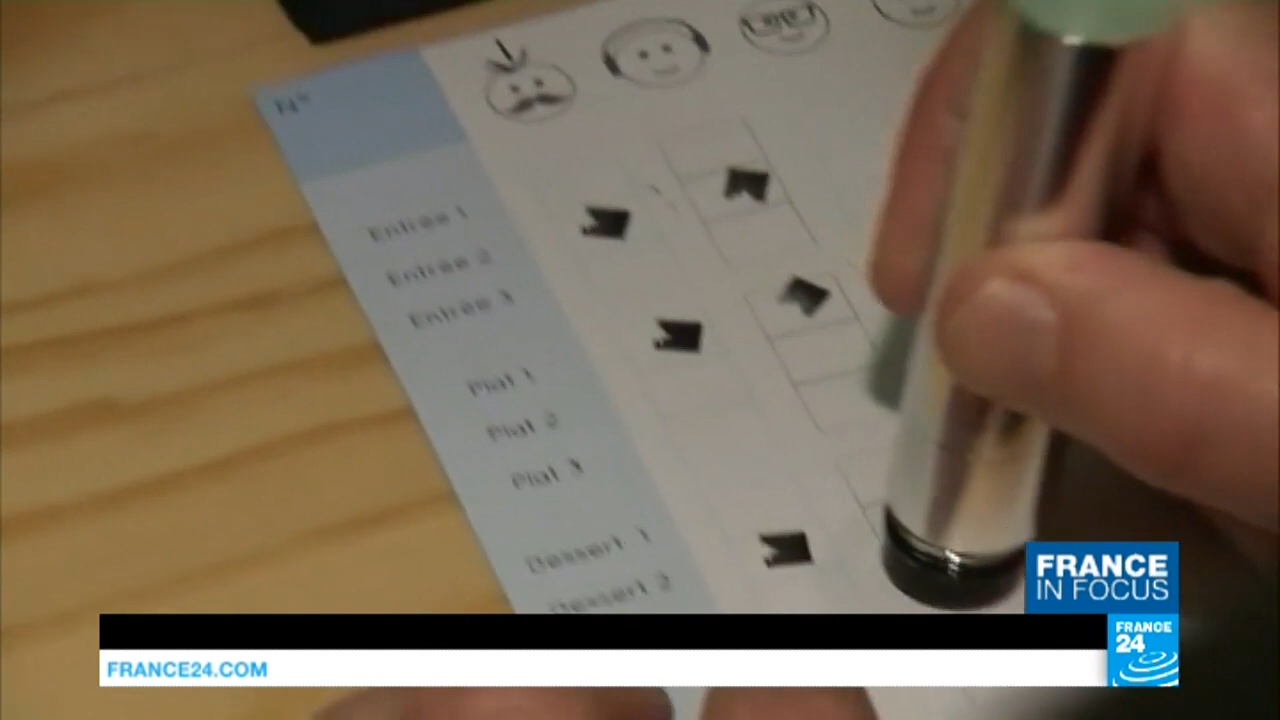 N°
Entrée 1
Entrée 2
Entrée 3
Plat 1
Plat 2
Plat 3
Dessert 1
Dessert 2
FRANCE
IN FOCUS
FRANCE
24
FRANCE24.COM